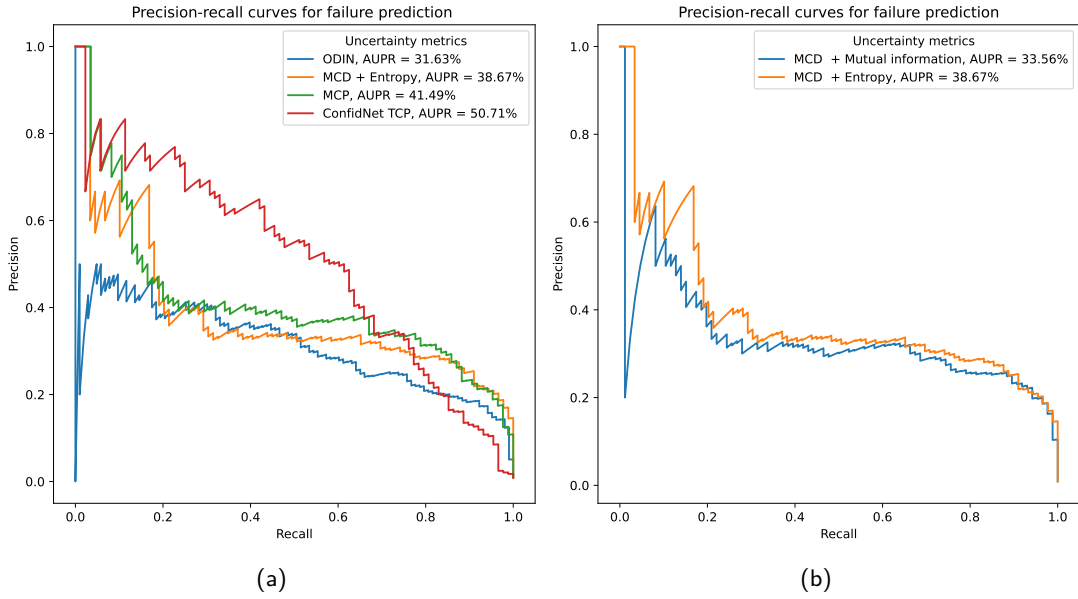 Precision-recall curves for failure prediction
Uncertainty metrics
ODIN, AUPR = 31.63%
MCD + Entropy, AUPR = 38.67%
MCP, AUPR = 41.49%
ConfidNet TCP, AUPR = 50.71%
1.0
0.8
0.6
0.4
0.2
0.0
Precision
0.0 0.2 0.4 0.6 0.8 1.0
Recall
(a)
Precision-recall curves for failure prediction
Uncertainty metrics
MCD + Mutual information, AUPR = 33.56%
MCD + Entropy, AUPR = 38.67%
1.0
0.8
0.6
0.4
0.2
0.0
Precision
0.0 0.2 0.4 0.6 0.8 1.0
Recall
(b)